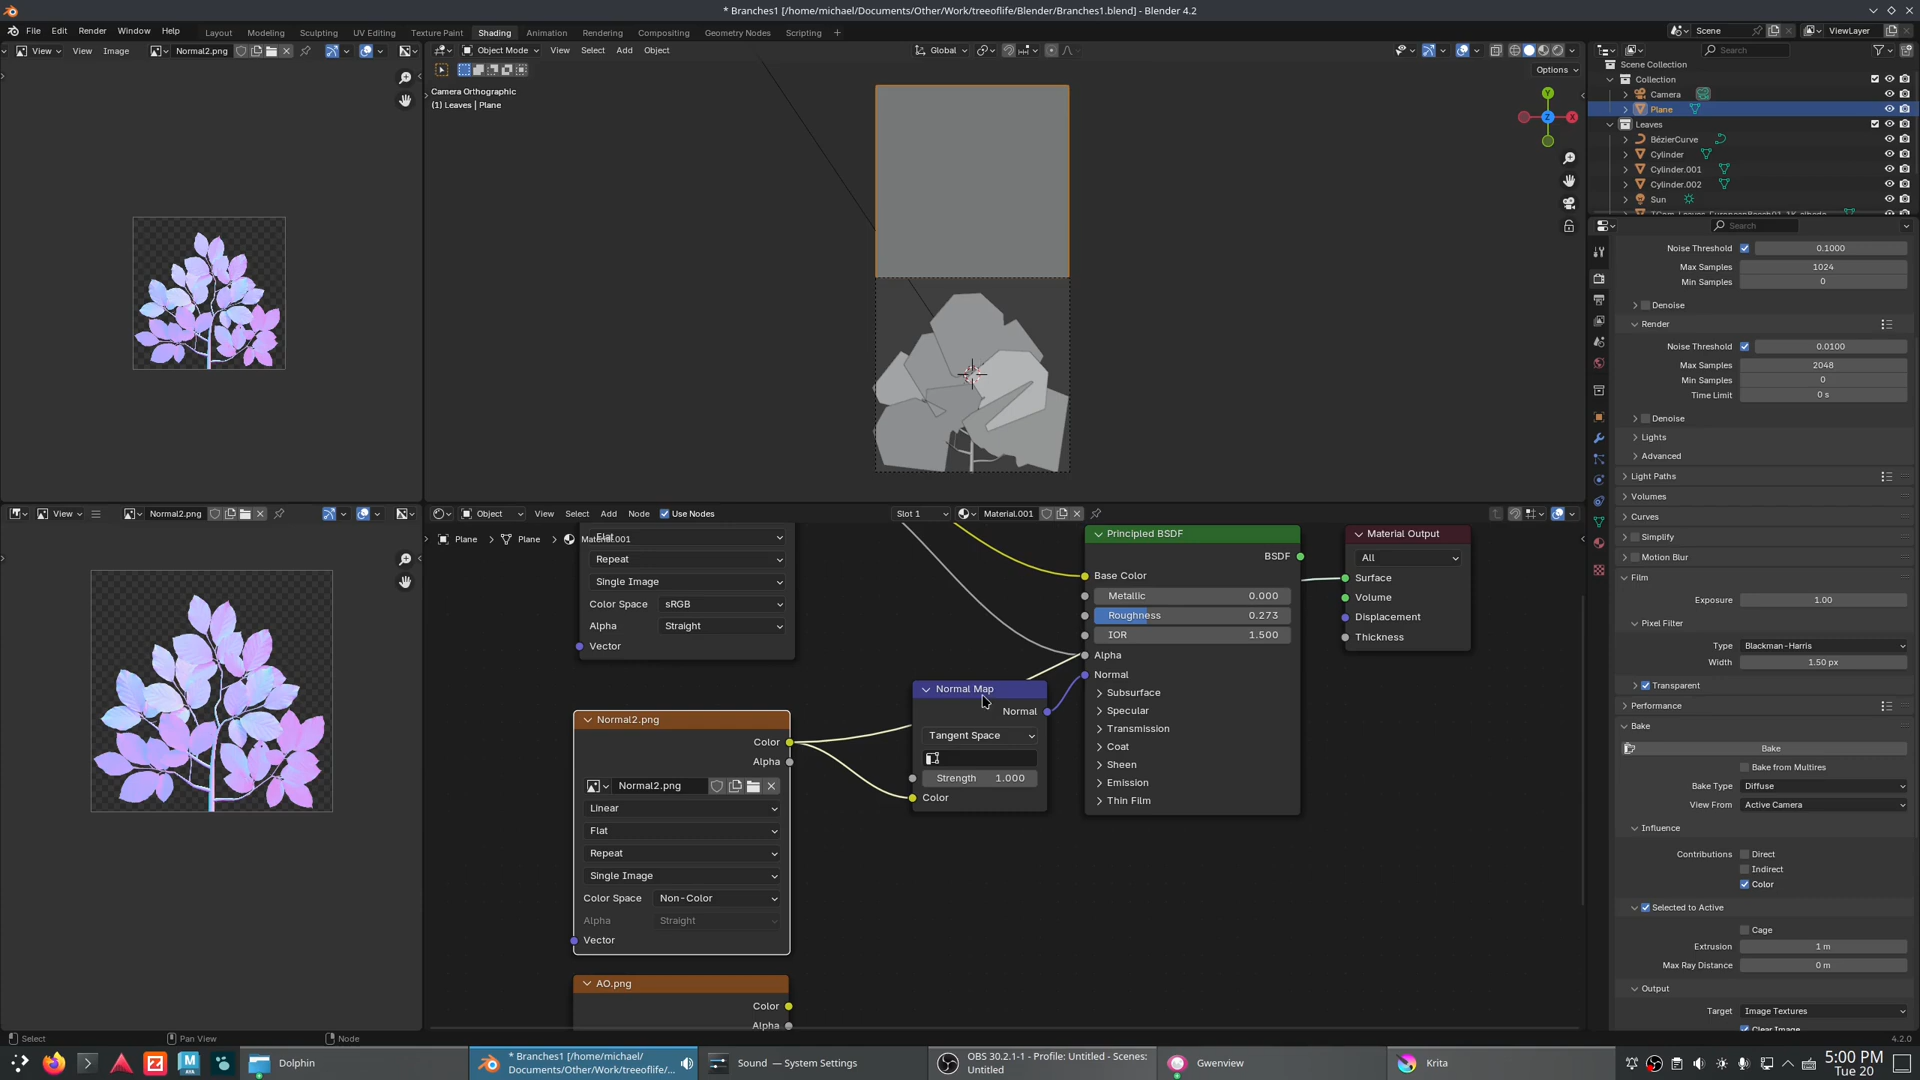 * Branches1 [/home/michael/Documents/Other/Work/treeoflife/Blender/Branches1.blend] - Blender 4.2
File Edit Render Window Help Layout Modeling Sculpting UV Editing Texture Paint Shading Animation Rendering Compositing Geometry Nodes Scripting + Scene ViewLayer
View View Image Normal2.png
Object Mode View Select Add Object Global
Options
Camera Orthographic
(1) Leaves | Plane
Y
Z
X
Search
Scene Collection
Collection
Camera
Plane
Leaves
BézierCurve
Cylinder
Cylinder.001
Cylinder.002
Sun
Search
Noise Threshold 0.1000
Max Samples 1024
Min Samples 0
Denoise
Render
Noise Threshold 0.0100
Max Samples 2048
Min Samples 0
Time Limit 0 s
Denoise
Lights
Advanced
Light Paths
Volumes
Curves
Simplify
Motion Blur
Film
Exposure 1.00
Pixel Filter
Type Blackman-Harris
Width 1.50 px
Transparent
Performance
Bake
Bake
Bake from Multires
Bake Type Diffuse
View From Active Camera
Influence
Contributions Direct
Indirect
Color
Selected to Active
Cage
Extrusion 1 m
Max Ray Distance 0 m
Output
Target Image Textures
Clear Image
View Normal2.png
Object View Select Add Node Use Nodes Slot 1 Material.001
Plane Plane Material.001
Flat
Repeat
Single Image
Color Space sRGB
Alpha Straight
Vector
Normal2.png
Color
Alpha
Normal2.png
Linear
Flat
Repeat
Single Image
Color Space Non-Color
Alpha Straight
Vector
AO.png
Color
Alpha
Normal Map
Normal
Tangent Space
Strength 1.000
Color
Principled BSDF
BSDF
Base Color
Metallic 0.000
Roughness 0.273
IOR 1.500
Alpha
Normal
Subsurface
Specular
Transmission
Coat
Sheen
Emission
Thin Film
Material Output
All
Surface
Volume
Displacement
Thickness
Select Pan View Node 4.2.0
Dolphin
* Branches1 [/home/michael/
Documents/Other/Work/treeoflife/...
Sound — System Settings
OBS 30.2.1-1 - Profile: Untitled - Scenes:
Untitled
Gwenview
Krita
5:00 PM
Tue 20